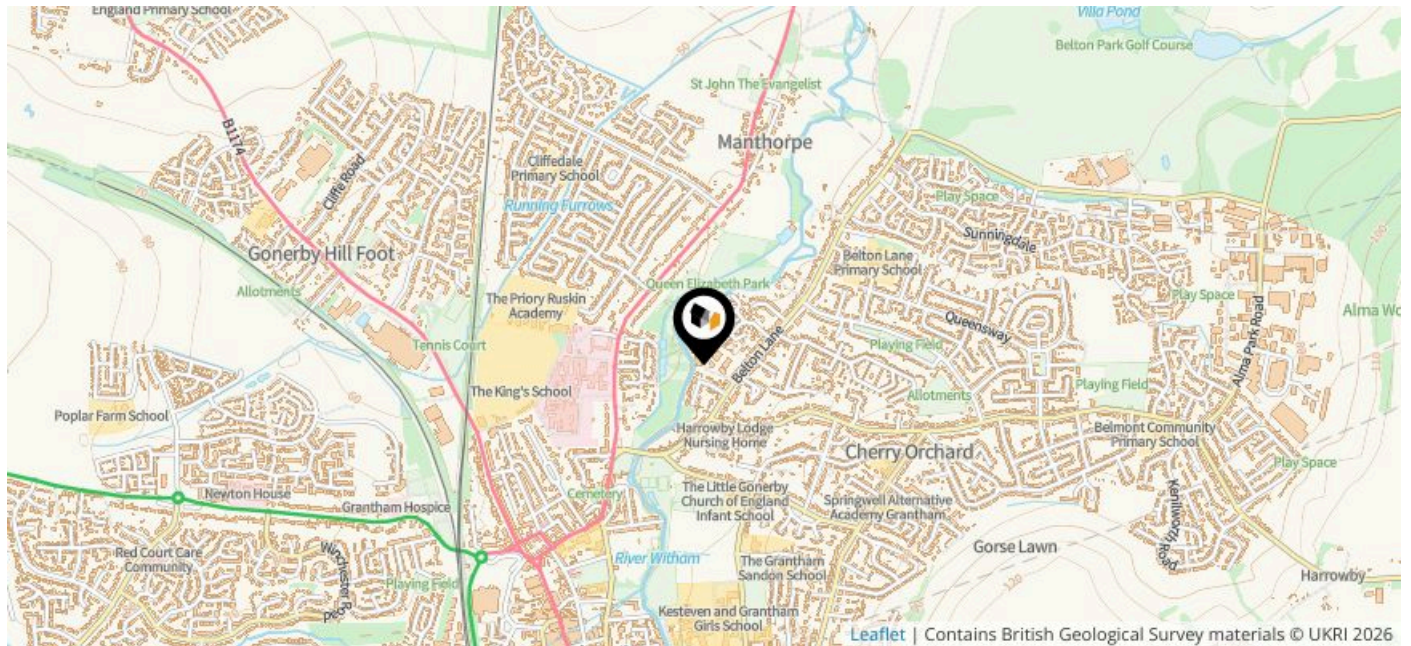 England Primary School
Villa Pond
Belton Park Golf Course
50
St John The Evangelist
Manthorpe
B1174
Cliffe Road
Cliffedale
Primary School
Running Furrows
Play Space
Sunningdale
Gonerby Hill Foot
Belton Lane
Primary School
Allotments
Queen Elizabeth Park
The Priory Ruskin
Academy
Play Space
Alma Park Road
Alma Wo
Queensway
Tennis Court
Belton Lane
Playing Field
The King's School
Playing Field
Allotments
Poplar Farm School
Harrowby Lodge
Nursing Home
Belmont Community
Primary School
Cherry Orchard
Play Space
Newton House
Cemetery
The Little Gonerby
Church of England
Infant School
Springwell Alternative
Academy Grantham
Grantham Hospice
Kenilworth Road
Red Court Care
Community
Winchester R
River Witham
Gorse Lawn
The Grantham
Sandon School
Harrowby
Playing Field
Kesteven and Grantham
Girls School
Leaflet | Contains British Geological Survey materials © UKRI 2026